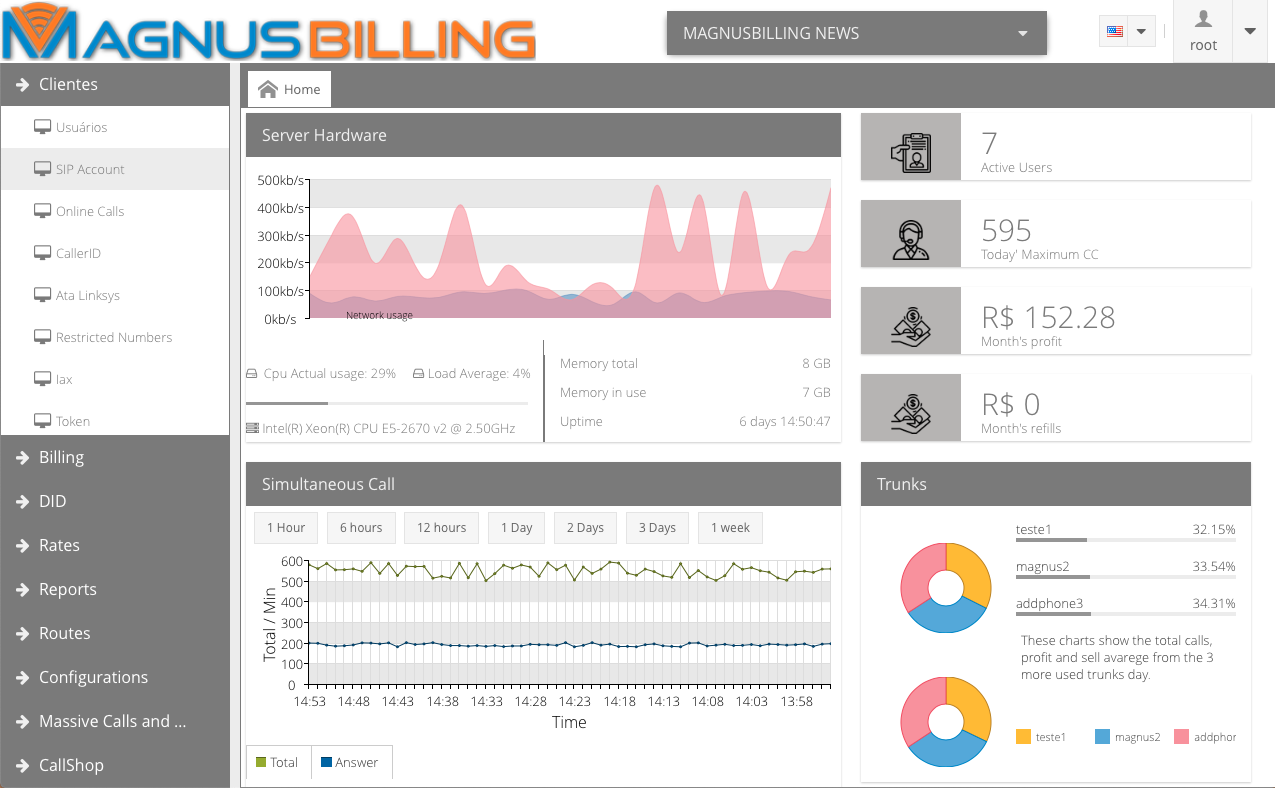 MAGNUSBILLING
MAGNUSBILLING NEWS
root
Clientes
Usuários
SIP Account
Online Calls
CallerID
Ata Linksys
Restricted Numbers
Iax
Token
Billing
DID
Rates
Reports
Routes
Configurations
Massive Calls and ...
CallShop
Home
Server Hardware
500kb/s
400kb/s
300kb/s
200kb/s
100kb/s
0kb/s
Network usage
Cpu Actual usage: 29%
Load Average: 4%
Intel(R) Xeon(R) CPU E5-2670 v2 @ 2.50GHz
Memory total 8 GB
Memory in use 7 GB
Uptime 6 days 14:50:47
7
Active Users
595
Today' Maximum CC
R$ 152.28
Month's profit
R$ 0
Month's refills
Simultaneous Call
1 Hour 6 hours 12 hours 1 Day 2 Days 3 Days 1 week
600
500
400
300
200
100
0
Total / Min
14:53 14:48 14:43 14:38 14:33 14:28 14:23 14:18 14:13 14:08 14:03 13:58
Time
Total Answer
Trunks
teste1 32.15%
magnus2 33.54%
addphone3 34.31%
These charts show the total calls,
profit and sell avarege from the 3
more used trunks day.
teste1 magnus2 addphor